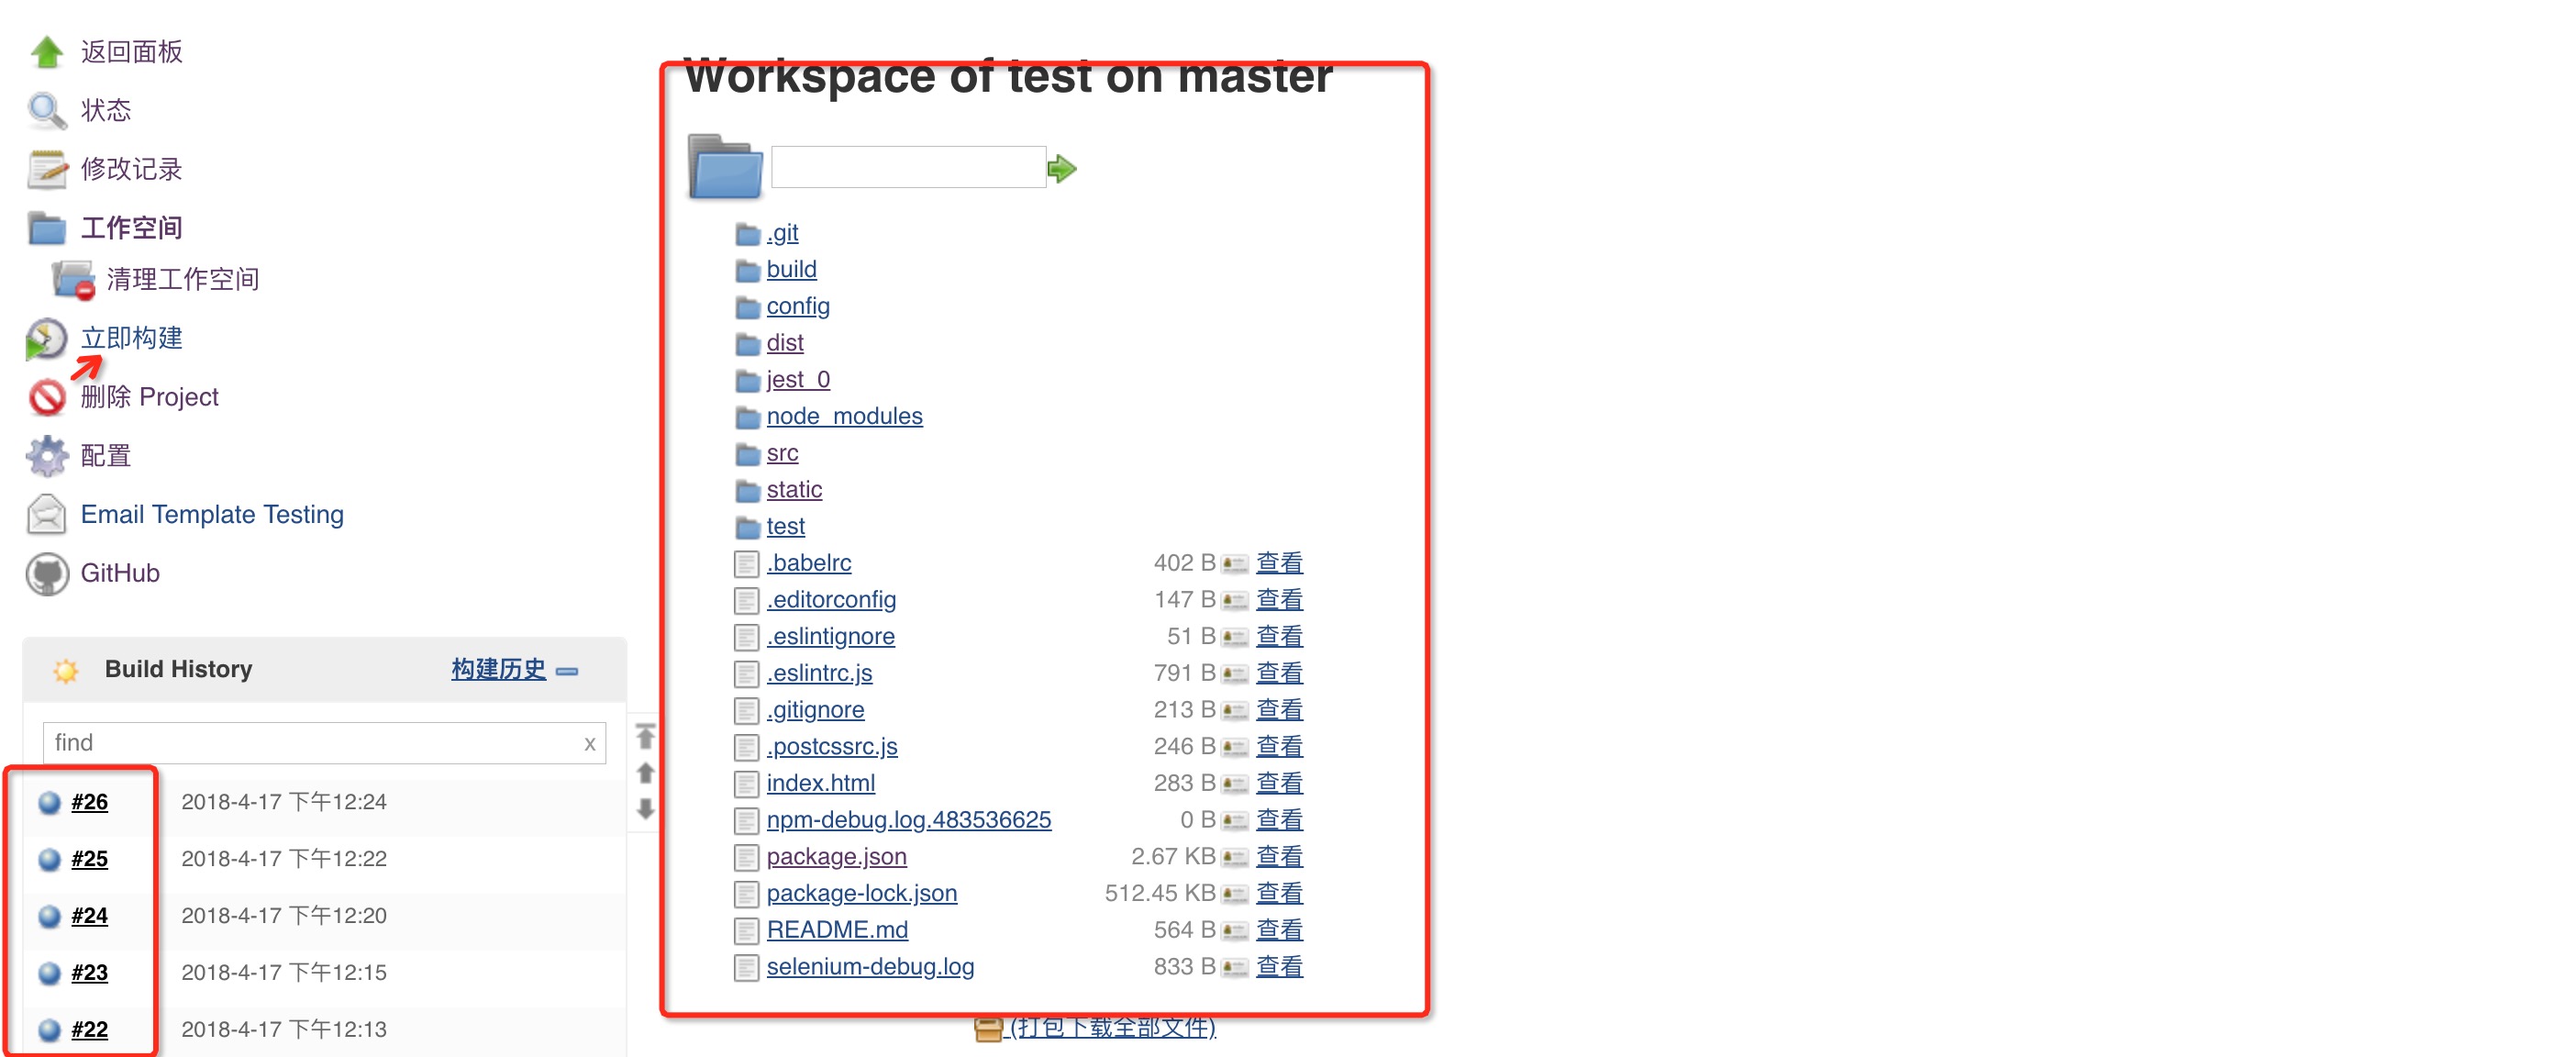 返回面板
状态
修改记录
工作空间
清理工作空间
立即构建
删除 Project
配置
Email Template Testing
GitHub
Build History 构建历史
find x
#26 2018-4-17 下午12:24
#25 2018-4-17 下午12:22
#24 2018-4-17 下午12:20
#23 2018-4-17 下午12:15
#22 2018-4-17 下午12:13
Workspace of test on master
.git
build
config
dist
jest_0
node_modules
src
static
test
.babelrc 402 B 查看
.editorconfig 147 B 查看
.eslintignore 51 B 查看
.eslintrc.js 791 B 查看
.gitignore 213 B 查看
.postcssrc.js 246 B 查看
index.html 283 B 查看
npm-debug.log.483536625 0 B 查看
package.json 2.67 KB 查看
package-lock.json 512.45 KB 查看
README.md 564 B 查看
selenium-debug.log 833 B 查看
(打包下载全部文件)